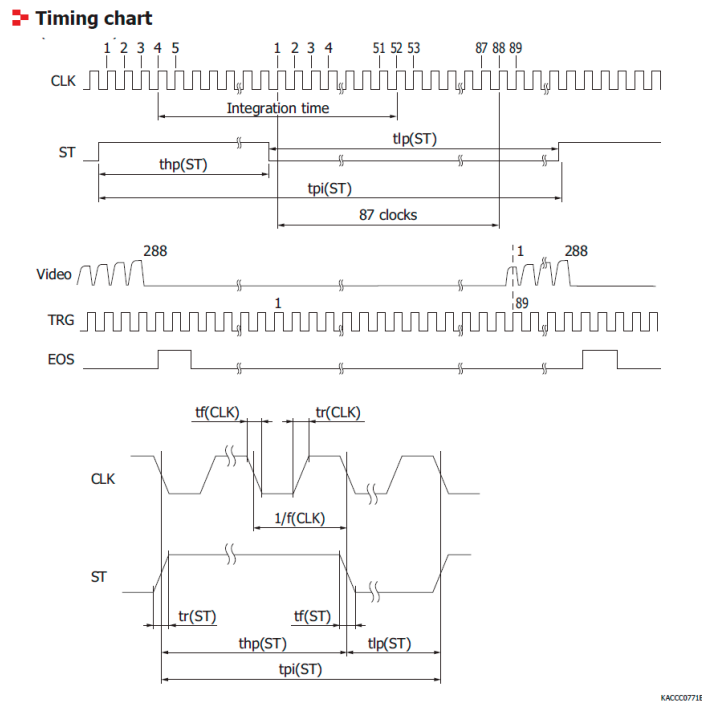 Timing chart
1 2 3 4 5 1 2 3 4 51 52 53 87 88 89
CLK
Integration time
ST
tlp(ST)
thp(ST)
tpi(ST)
87 clocks
288 1 288
Video
1 89
TRG
EOS
tf(CLK) tr(CLK)
CLK
1/f(CLK)
ST
tr(ST) tf(ST)
thp(ST) tlp(ST)
tpi(ST)
KACCC0771E